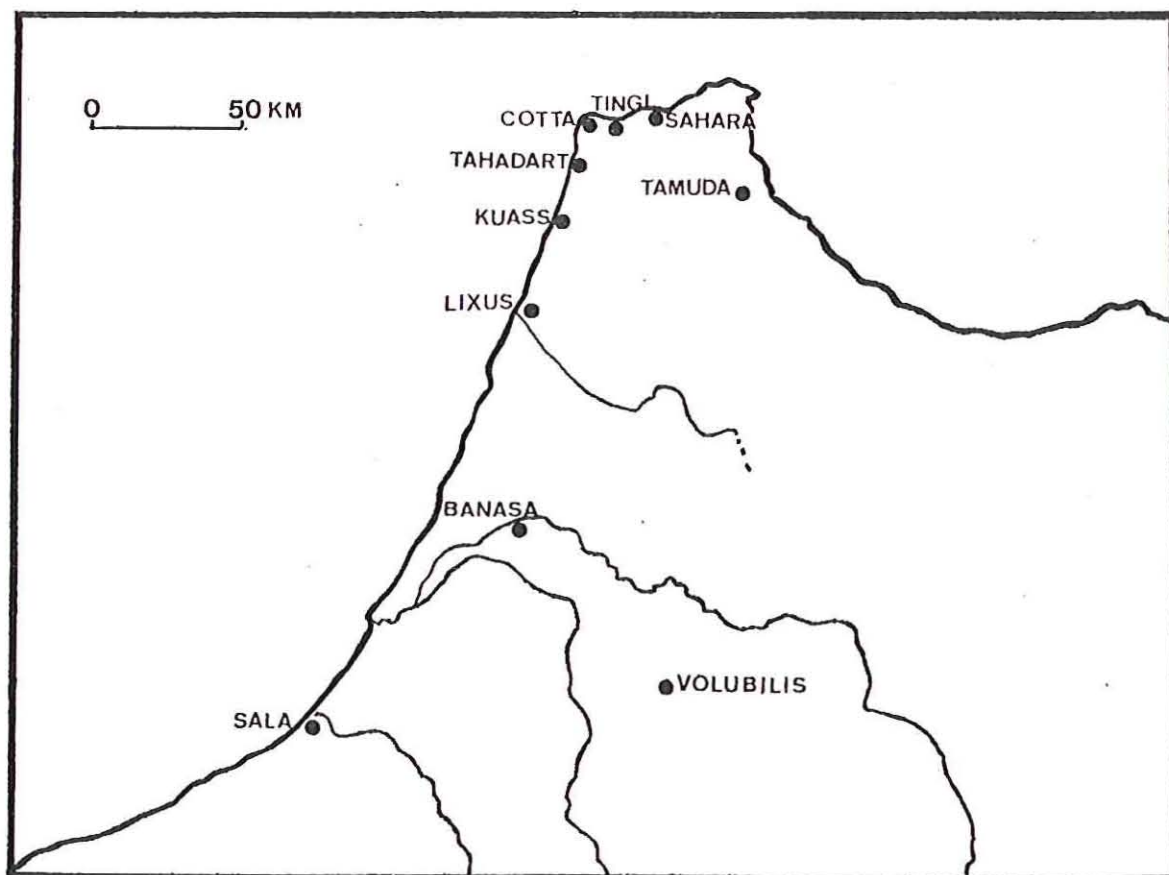 0 50 KM
TINGI
COTTA
SAHARA
TAHADART
TAMUDA
KUASS
LIXUS
BANASA
VOLUBILIS
SALA